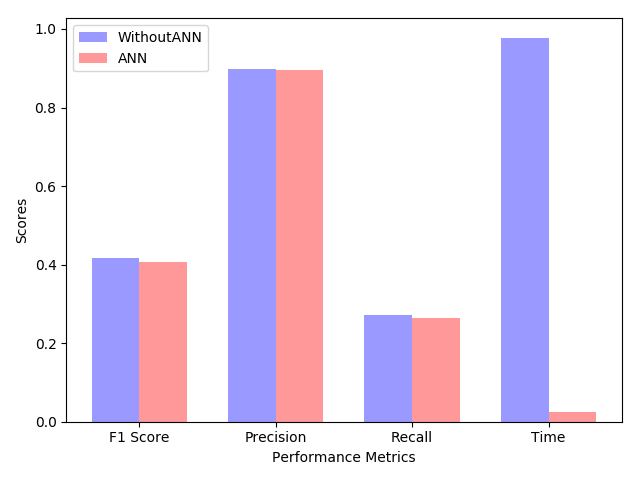 WithoutANN
ANN
Scores
1.0
0.8
0.6
0.4
0.2
0.0
F1 Score
Precision
Recall
Time
Performance Metrics